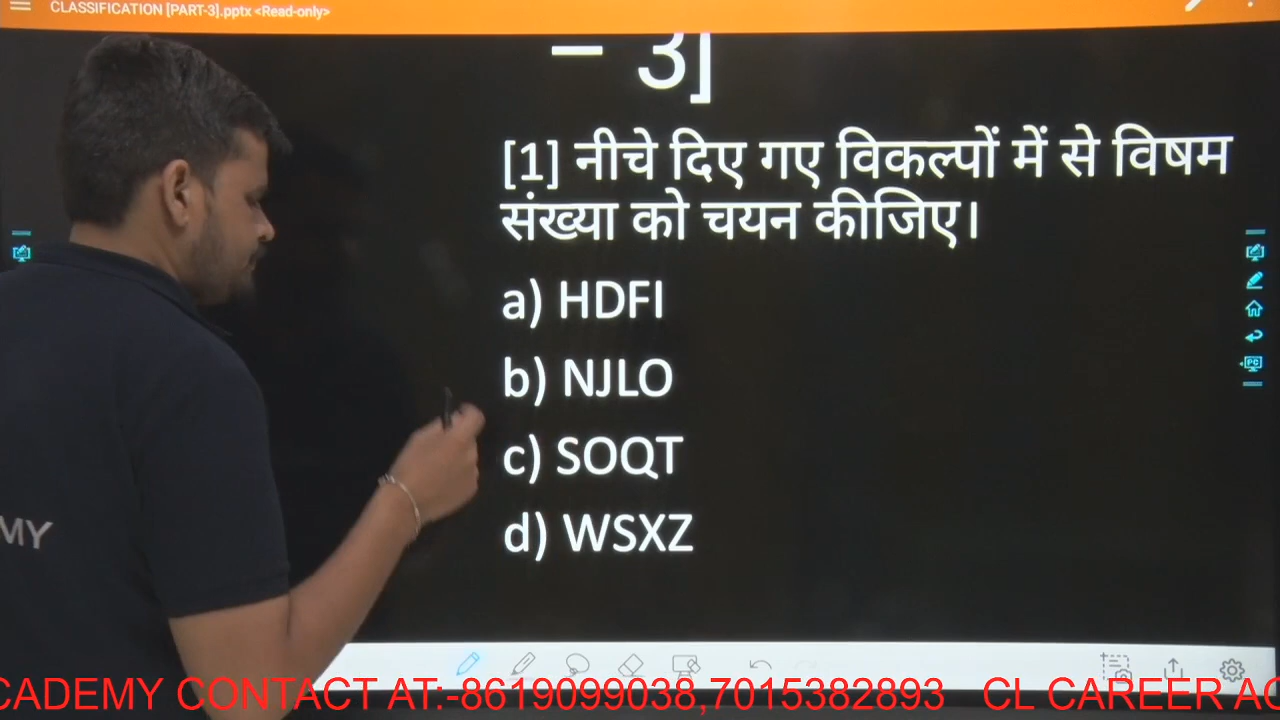 CLASSIFICATION [PART-3].pptx <Read-only>
– 3]
[1] नीचे दिए गए विकल्पों में से विषम
संख्या को चयन कीजिए।
a) HDFI
b) NJLO
c) SOQT
d) WSXZ
MY
CADEMY CONTACT AT:-8619099038,7015382893 CL CAREER AC